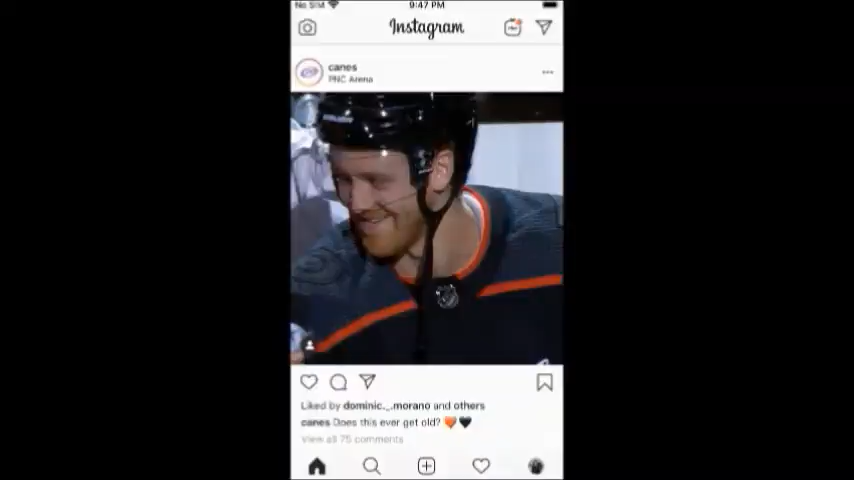 No SIM 9:47 PM
Instagram
canes
PNC Arena
Liked by dominic._.morano and others
canes Does this ever get old? 🧡🖤
View all 75 comments